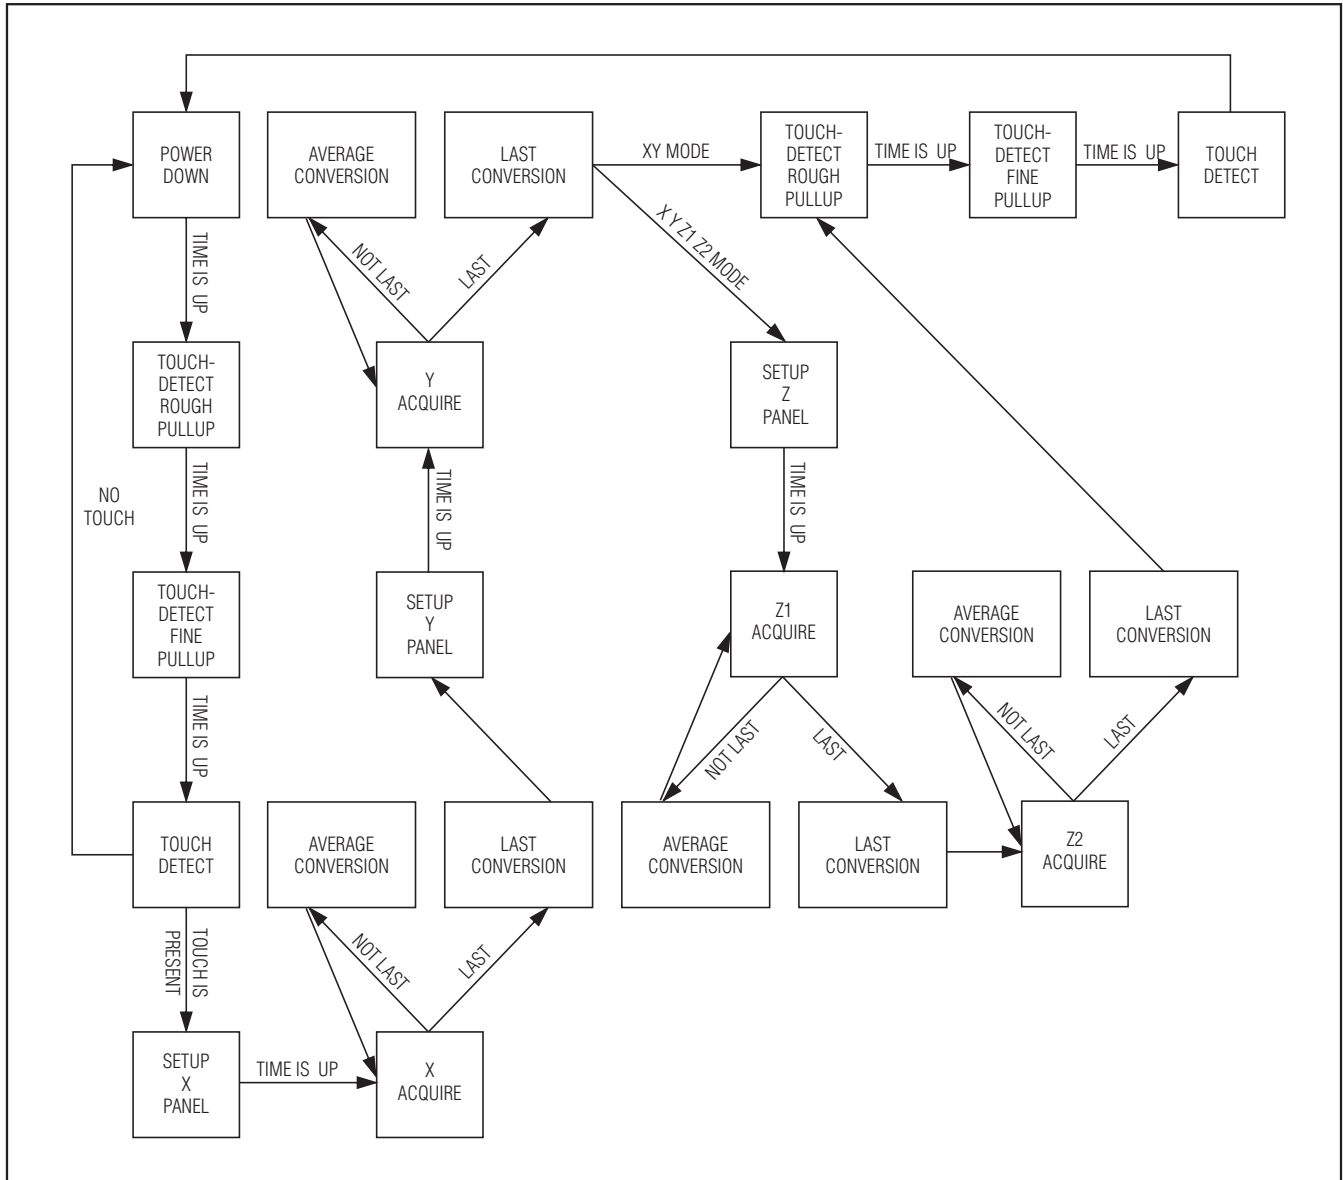 POWER
DOWN
AVERAGE
CONVERSION
LAST
CONVERSION
XY MODE
TOUCH-
DETECT
ROUGH
PULLUP
TIME IS UP
TOUCH-
DETECT
FINE
PULLUP
TIME IS UP
TOUCH
DETECT
TIME IS UP
NOT LAST
LAST
X Y Z1 Z2 MODE
TOUCH-
DETECT
ROUGH
PULLUP
Y
ACQUIRE
SETUP
Z
PANEL
NO
TOUCH
TIME IS UP
TIME IS UP
TIME IS UP
TOUCH-
DETECT
FINE
PULLUP
SETUP
Y
PANEL
Z1
ACQUIRE
AVERAGE
CONVERSION
LAST
CONVERSION
TIME IS UP
NOT LAST
LAST
NOT LAST
LAST
TOUCH
DETECT
AVERAGE
CONVERSION
LAST
CONVERSION
AVERAGE
CONVERSION
LAST
CONVERSION
Z2
ACQUIRE
TOUCH IS
PRESENT
NOT LAST
LAST
SETUP
X
PANEL
TIME IS UP
X
ACQUIRE